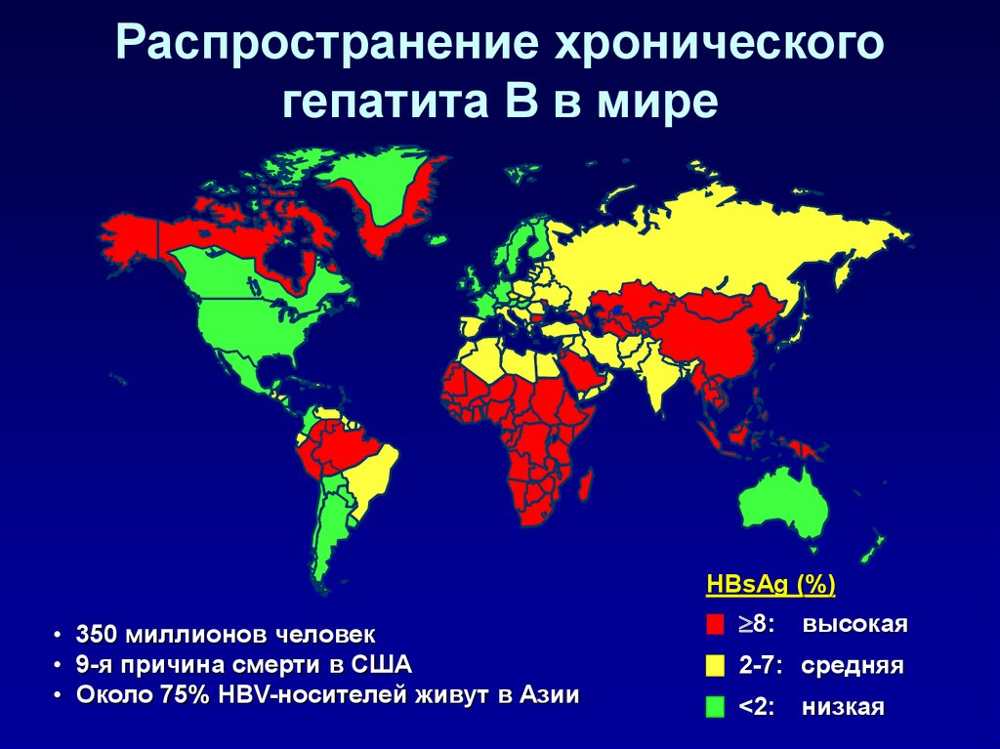 Распространение хронического
гепатита В в мире
HBsAg (%)
≥8: высокая
2-7: средняя
<2: низкая
• 350 миллионов человек
• 9-я причина смерти в США
• Около 75% HBV-носителей живут в Азии